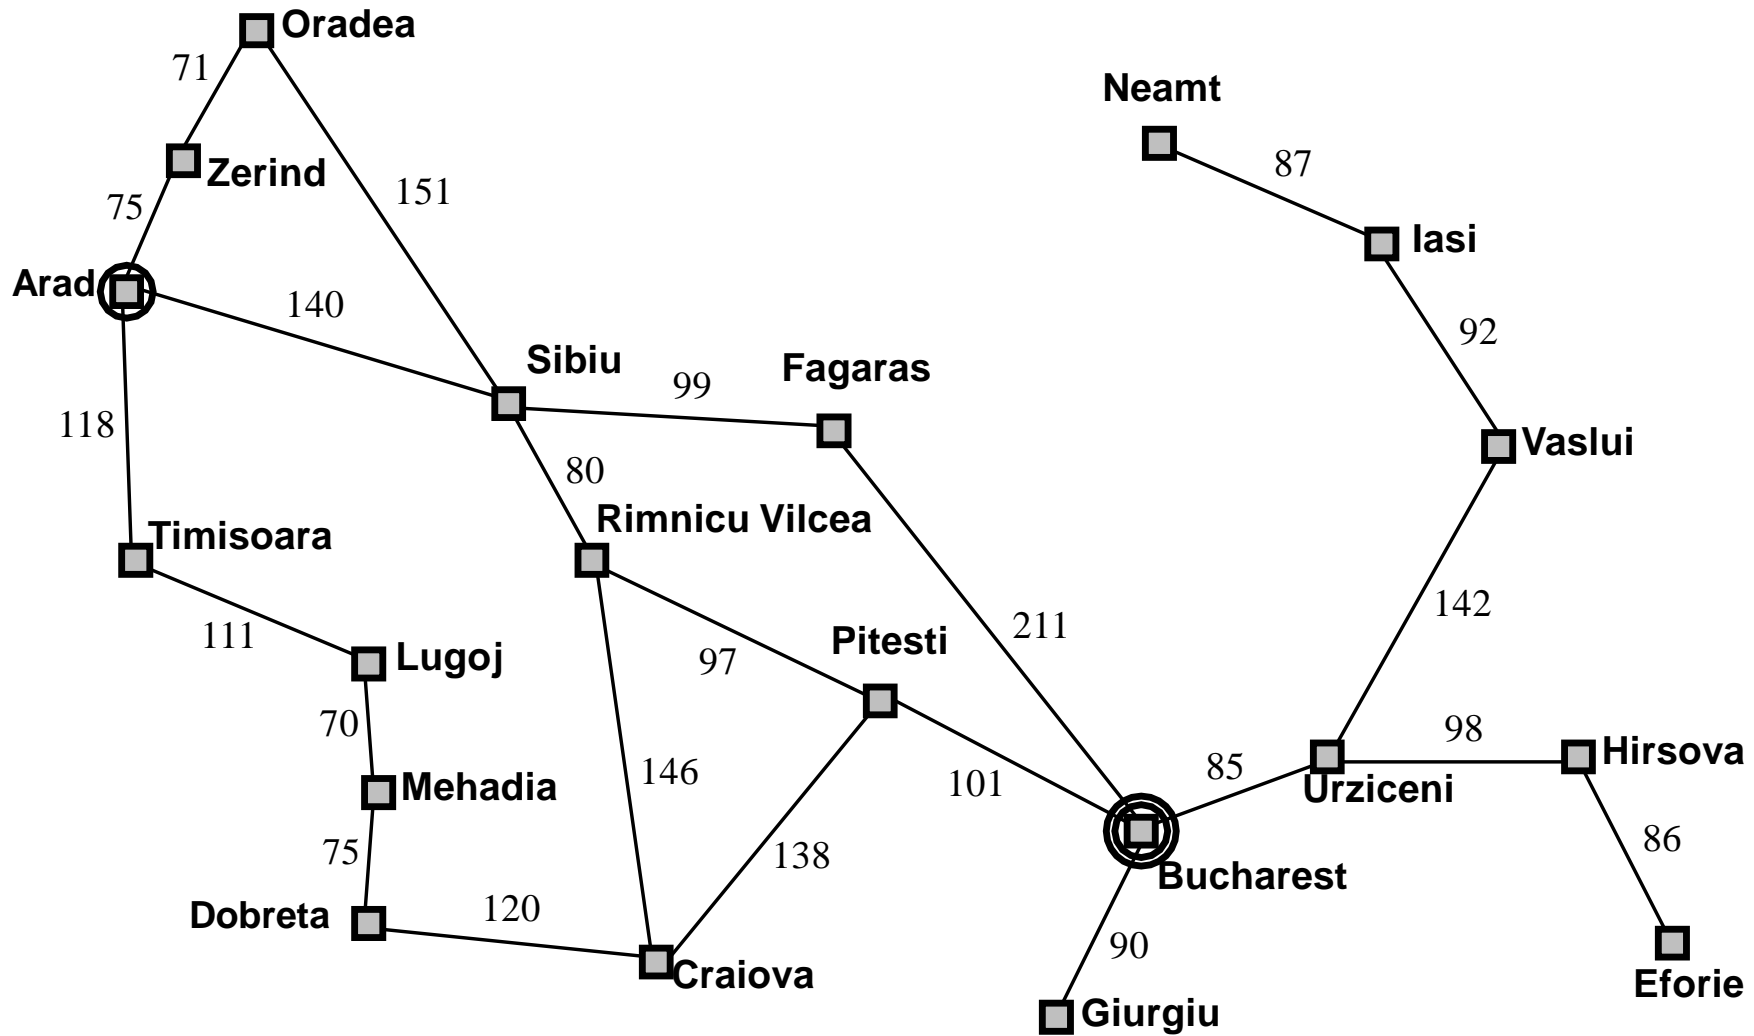 Oradea
71
Neamt
87
Zerind
151
75
Iasi
Arad
140
92
Sibiu
Fagaras
99
118
Vaslui
80
Rimnicu Vilcea
Timisoara
142
211
111
Pitesti
Lugoj
97
70
98
Hirsova
146
85
Mehadia
101
Urziceni
86
75
138
Bucharest
120
Dobreta
90
Craiova
Eforie
Giurgiu